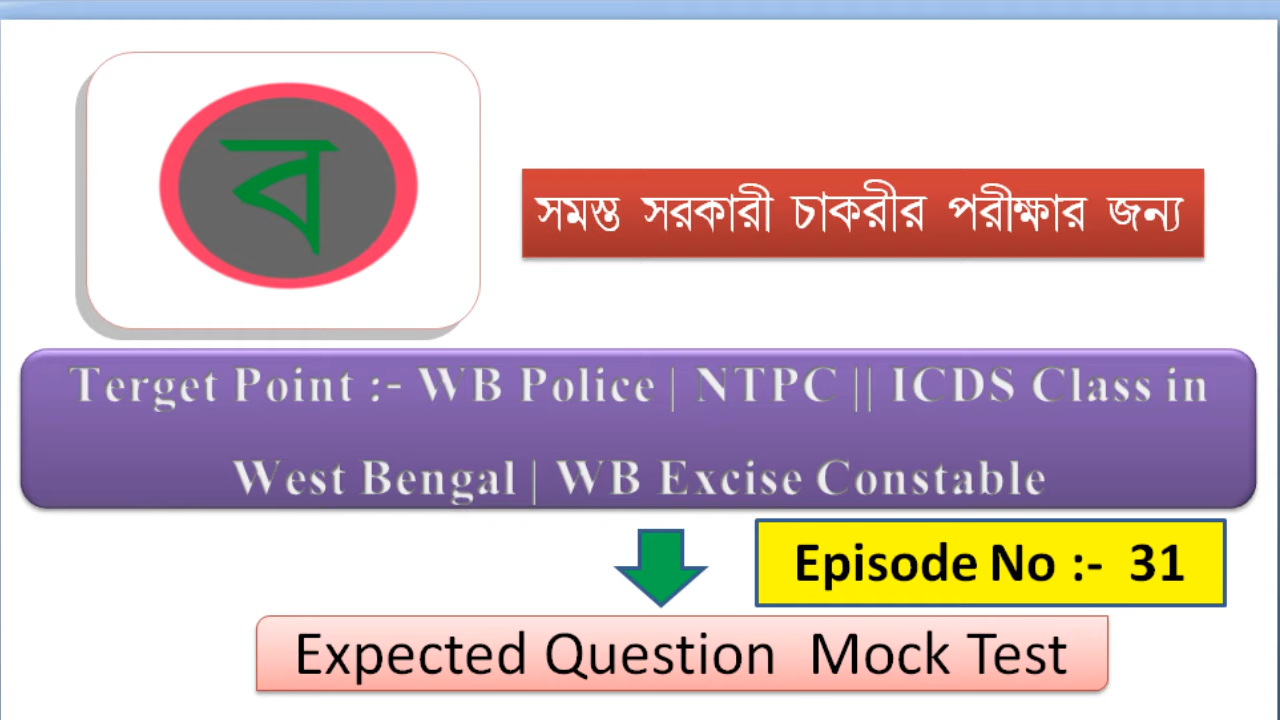 ব
সমস্ত সরকারী চাকরীর পরীক্ষার জন্য
Terget Point :- WB Police | NTPC || ICDS Class in
West Bengal | WB Excise Constable
Episode No :- 31
Expected Question Mock Test